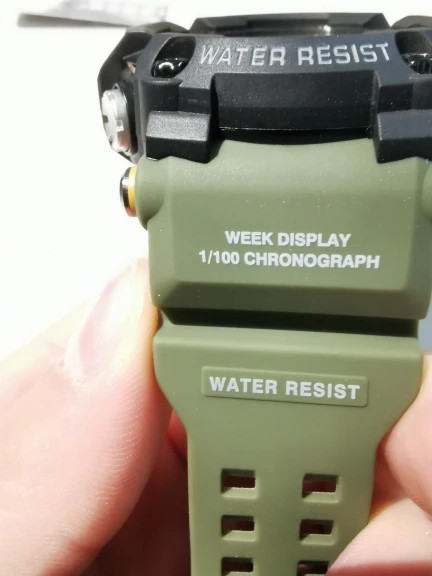 WATER RESIST
WEEK DISPLAY
1/100 CHRONOGRAPH
WATER RESIST